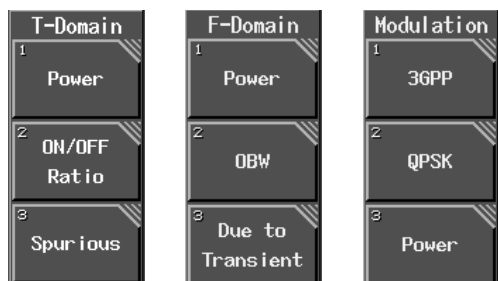 T-Domain
1
Power
2
ON/OFF
Ratio
3
Spurious
F-Domain
1
Power
2
OBW
3
Due to
Transient
Modulation
1
3GPP
2
QPSK
3
Power